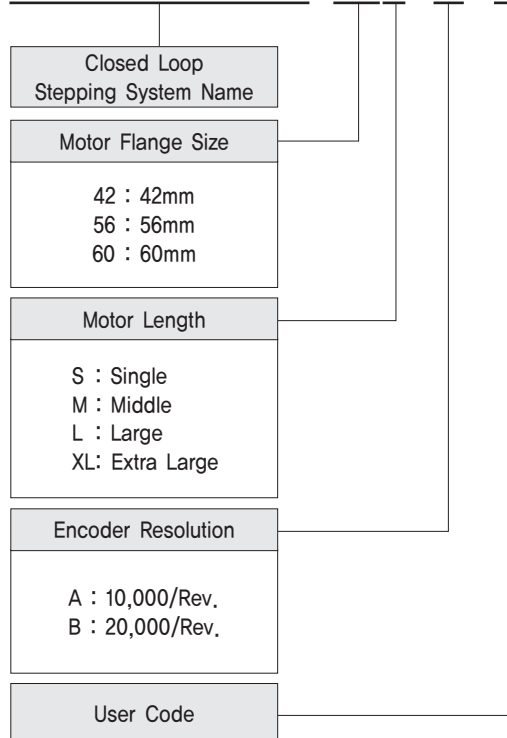 Closed Loop
Stepping System Name
Motor Flange Size
42 : 42mm
56 : 56mm
60 : 60mm
Motor Length
S : Single
M : Middle
L : Large
XL: Extra Large
Encoder Resolution
A : 10,000/Rev.
B : 20,000/Rev.
User Code